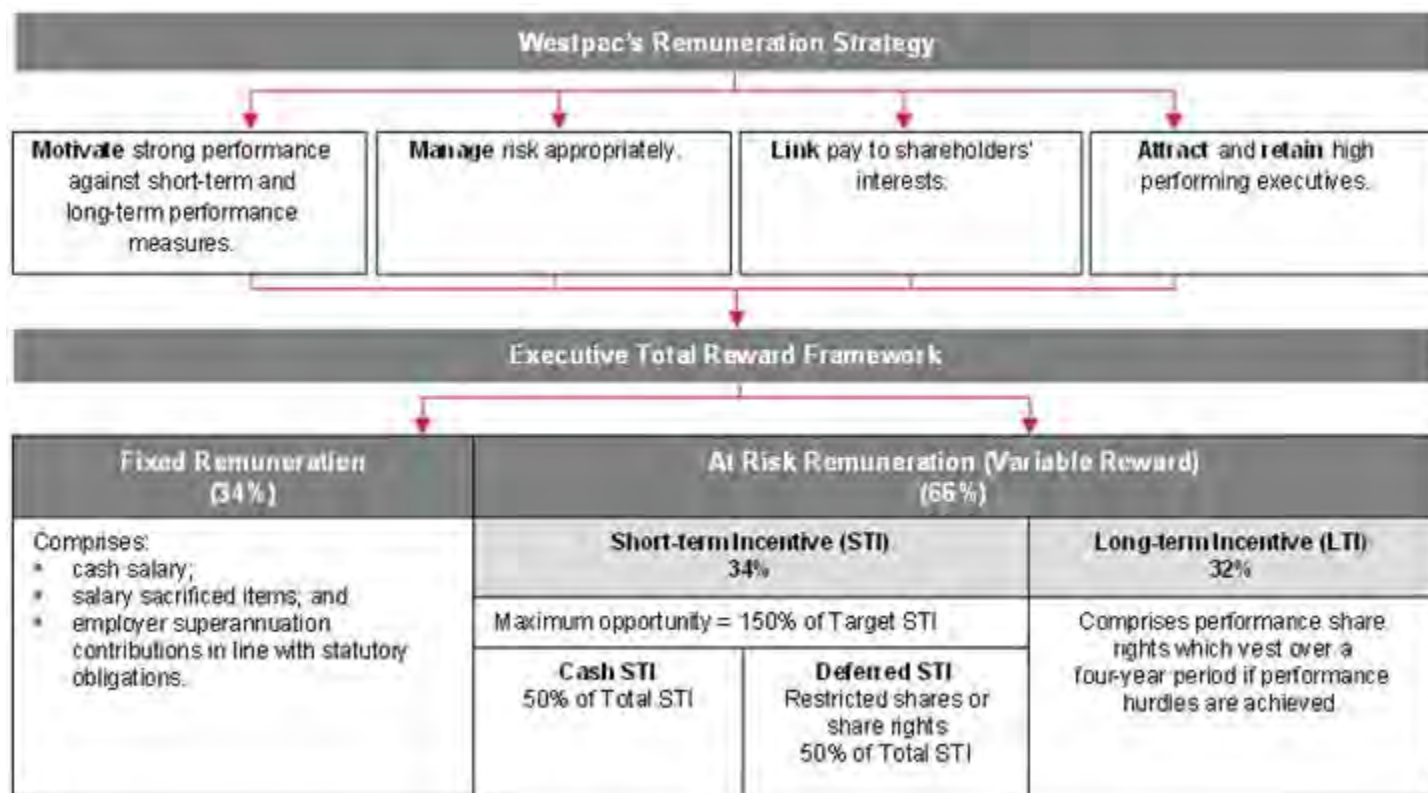 Westpac's Remuneration Strategy
Motivate strong performance
against short-term and
long-term performance
measures.
Manage risk appropriately.
Link pay to shareholders'
interests.
Attract and retain high
performing executives.
Executive Total Reward Framework
Fixed Remuneration
(34%)
At Risk Remuneration (Variable Reward)
(66%)
Comprises:
• cash salary;
• salary sacrificed items; and
• employer superannuation
contributions in line with statutory
obligations.
Short-term Incentive (STI)
34%
Maximum opportunity = 150% of Target STI
Cash STI
50% of Total STI
Deferred STI
Restricted shares or
share rights
50% of Total STI
Long-term Incentive (LTI)
32%
Comprises performance share
rights which vest over a
four-year period if performance
hurdles are achieved.